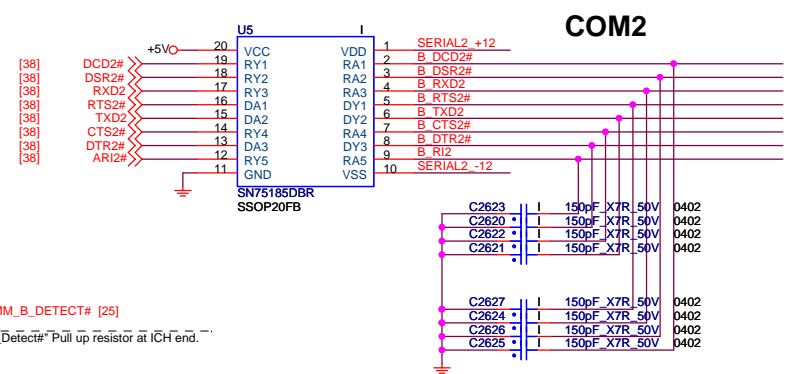 COM2
U5 I
+5V 20 VCC VDD 1 SERIAL2_+12
[38] DCD2# 19 RY1 RA1 2 B_DCD2#
[38] DSR2# 18 RY2 RA2 3 B_DSR2#
[38] RXD2 17 RY3 RA3 4 B_RXD2
[38] RTS2# 16 DA1 DY1 5 B_RTS2#
[38] TXD2 15 DA2 DY2 6 B_TXD2
[38] CTS2# 14 RY4 RA4 7 B_CTS2#
[38] DTR2# 13 DA3 DY3 8 B_DTR2#
[38] ARI2# 12 RY5 RA5 9 B_RI2
11 GND VSS 10 SERIAL2_-12
SN75185DBR
SSOP20FB
C2623 I 150pF_X7R_50V 0402
C2620 I 150pF_X7R_50V 0402
C2622 I 150pF_X7R_50V 0402
C2621 I 150pF_X7R_50V 0402
C2627 I 150pF_X7R_50V 0402
C2624 I 150pF_X7R_50V 0402
C2626 I 150pF_X7R_50V 0402
C2625 I 150pF_X7R_50V 0402
MM_B_DETECT# [25]
_Detect#" Pull up resistor at ICH end.